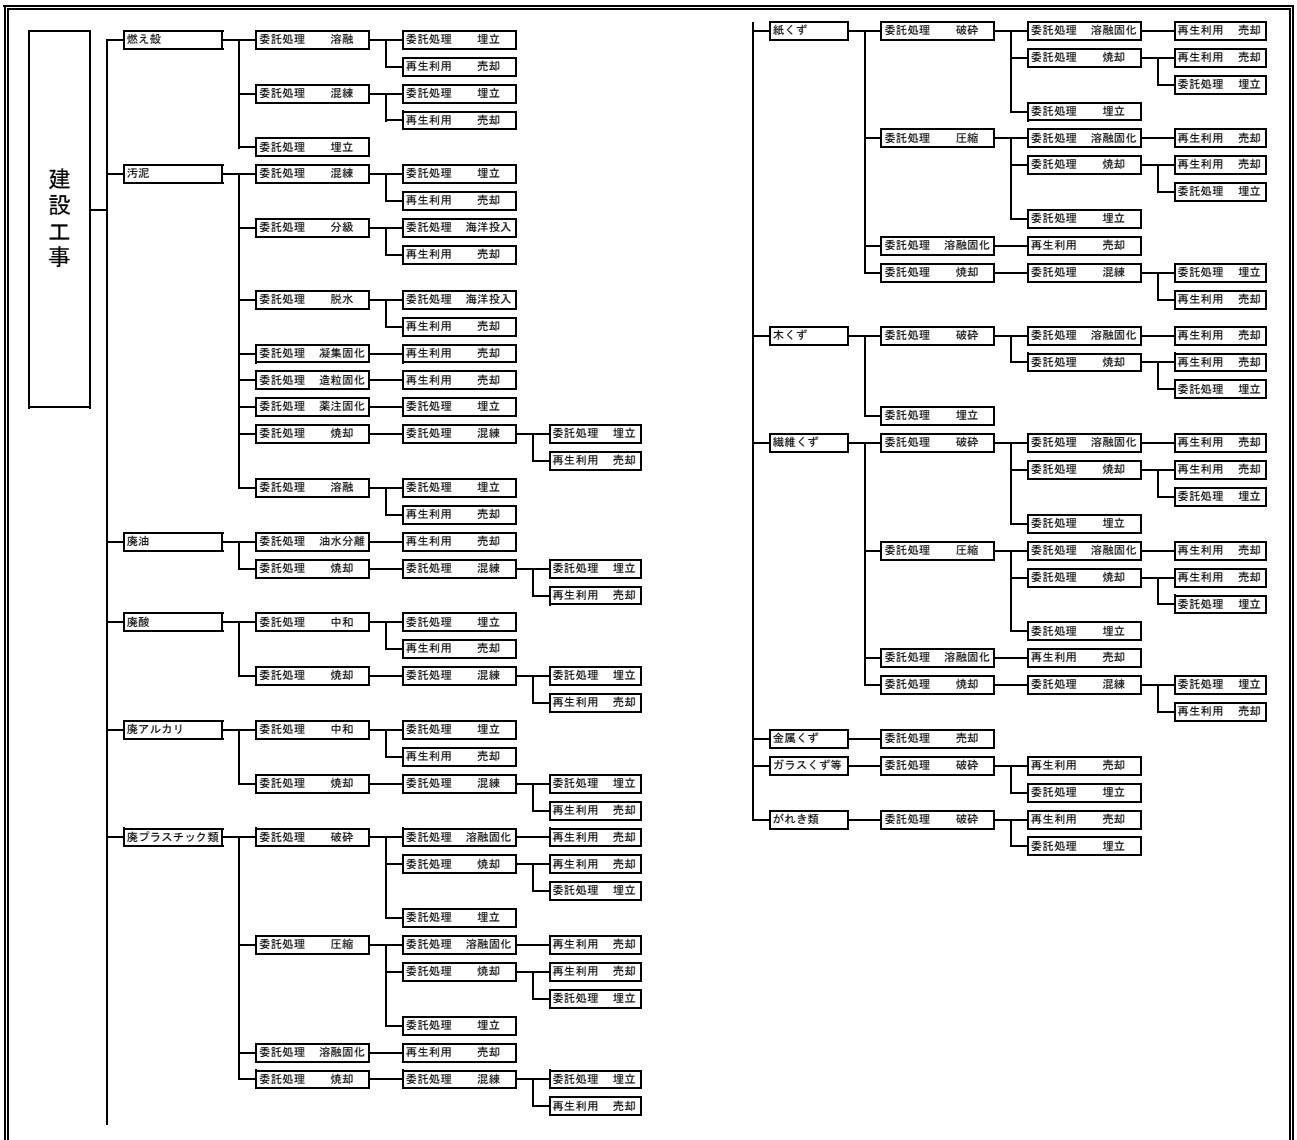 建設工事
燃え殻 委託処理 溶融 委託処理 埋立
再生利用 売却
委託処理 混練 委託処理 埋立
再生利用 売却
委託処理 埋立
汚泥 委託処理 混練 委託処理 埋立
再生利用 売却
委託処理 分級 委託処理 海洋投入
再生利用 売却
委託処理 脱水 委託処理 海洋投入
再生利用 売却
委託処理 凝集固化 再生利用 売却
委託処理 造粒固化 再生利用 売却
委託処理 薬注固化 委託処理 埋立
委託処理 焼却 委託処理 混練 委託処理 埋立
再生利用 売却
委託処理 溶融 委託処理 埋立
再生利用 売却
廃油 委託処理 油水分離 再生利用 売却
委託処理 焼却 委託処理 混練 委託処理 埋立
再生利用 売却
廃酸 委託処理 中和 委託処理 埋立
再生利用 売却
委託処理 焼却 委託処理 混練 委託処理 埋立
再生利用 売却
廃アルカリ 委託処理 中和 委託処理 埋立
再生利用 売却
委託処理 焼却 委託処理 混練 委託処理 埋立
再生利用 売却
廃プラスチック類 委託処理 破砕 委託処理 溶融固化 再生利用 売却
委託処理 焼却 再生利用 売却
委託処理 埋立
委託処理 埋立
委託処理 圧縮 委託処理 溶融固化 再生利用 売却
委託処理 焼却 再生利用 売却
委託処理 埋立
委託処理 埋立
委託処理 溶融固化 再生利用 売却
委託処理 焼却 委託処理 混練 委託処理 埋立
再生利用 売却
紙くず 委託処理 破砕 委託処理 溶融固化 再生利用 売却
委託処理 焼却 再生利用 売却
委託処理 埋立
委託処理 埋立
委託処理 圧縮 委託処理 溶融固化 再生利用 売却
委託処理 焼却 再生利用 売却
委託処理 埋立
委託処理 埋立
委託処理 溶融固化 再生利用 売却
委託処理 焼却 委託処理 混練 委託処理 埋立
再生利用 売却
木くず 委託処理 破砕 委託処理 溶融固化 再生利用 売却
委託処理 焼却 再生利用 売却
委託処理 埋立
委託処理 埋立
繊維くず 委託処理 破砕 委託処理 溶融固化 再生利用 売却
委託処理 焼却 再生利用 売却
委託処理 埋立
委託処理 埋立
委託処理 圧縮 委託処理 溶融固化 再生利用 売却
委託処理 焼却 再生利用 売却
委託処理 埋立
委託処理 埋立
委託処理 溶融固化 再生利用 売却
委託処理 焼却 委託処理 混練 委託処理 埋立
再生利用 売却
金属くず 委託処理 売却
ガラスくず等 委託処理 破砕 再生利用 売却
委託処理 埋立
がれき類 委託処理 破砕 再生利用 売却
委託処理 埋立